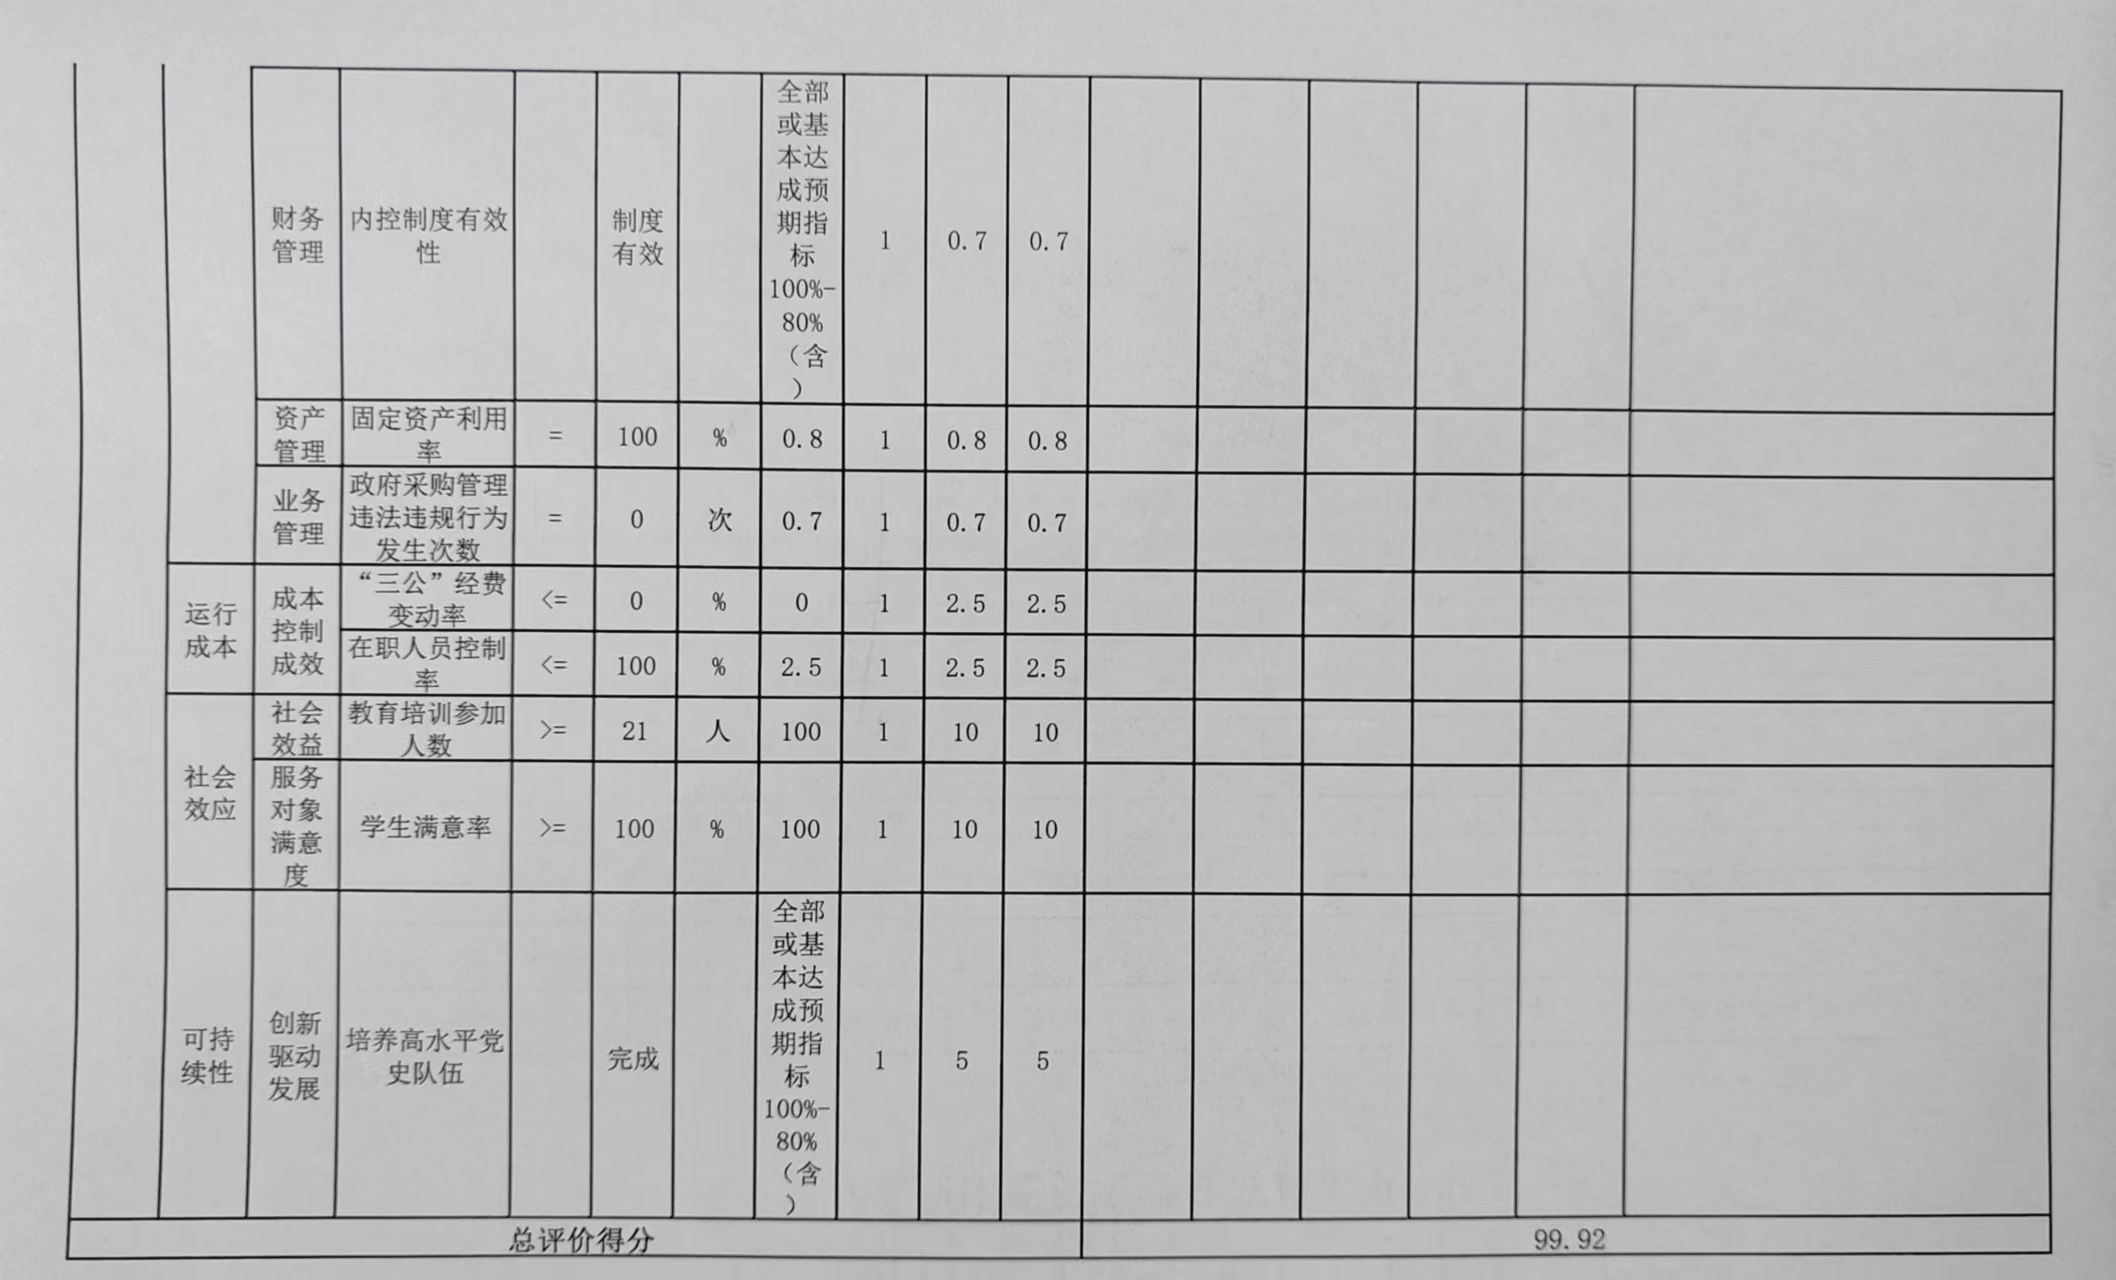 财务
管理
内控制度有效
性
制度
有效
全部
或基
本达
成预
期指
标
100%-
80%
（含
）
1
0.7
0.7
资产
管理
固定资产利用
率
=
100
%
0.8
1
0.8
0.8
业务
管理
政府采购管理
违法违规行为
发生次数
=
0
次
0.7
1
0.7
0.7
运行
成本
成本
控制
成效
“三公”经费
变动率
<=
0
%
0
1
2.5
2.5
在职人员控制
率
<=
100
%
2.5
1
2.5
2.5
社会
效应
社会
效益
教育培训参加
人数
>=
21
人
100
1
10
10
服务
对象
满意
度
学生满意率
>=
100
%
100
1
10
10
可持
续性
创新
驱动
发展
培养高水平党
史队伍
完成
全部
或基
本达
成预
期指
标
100%-
80%
（含
）
1
5
5
总评价得分
99.92